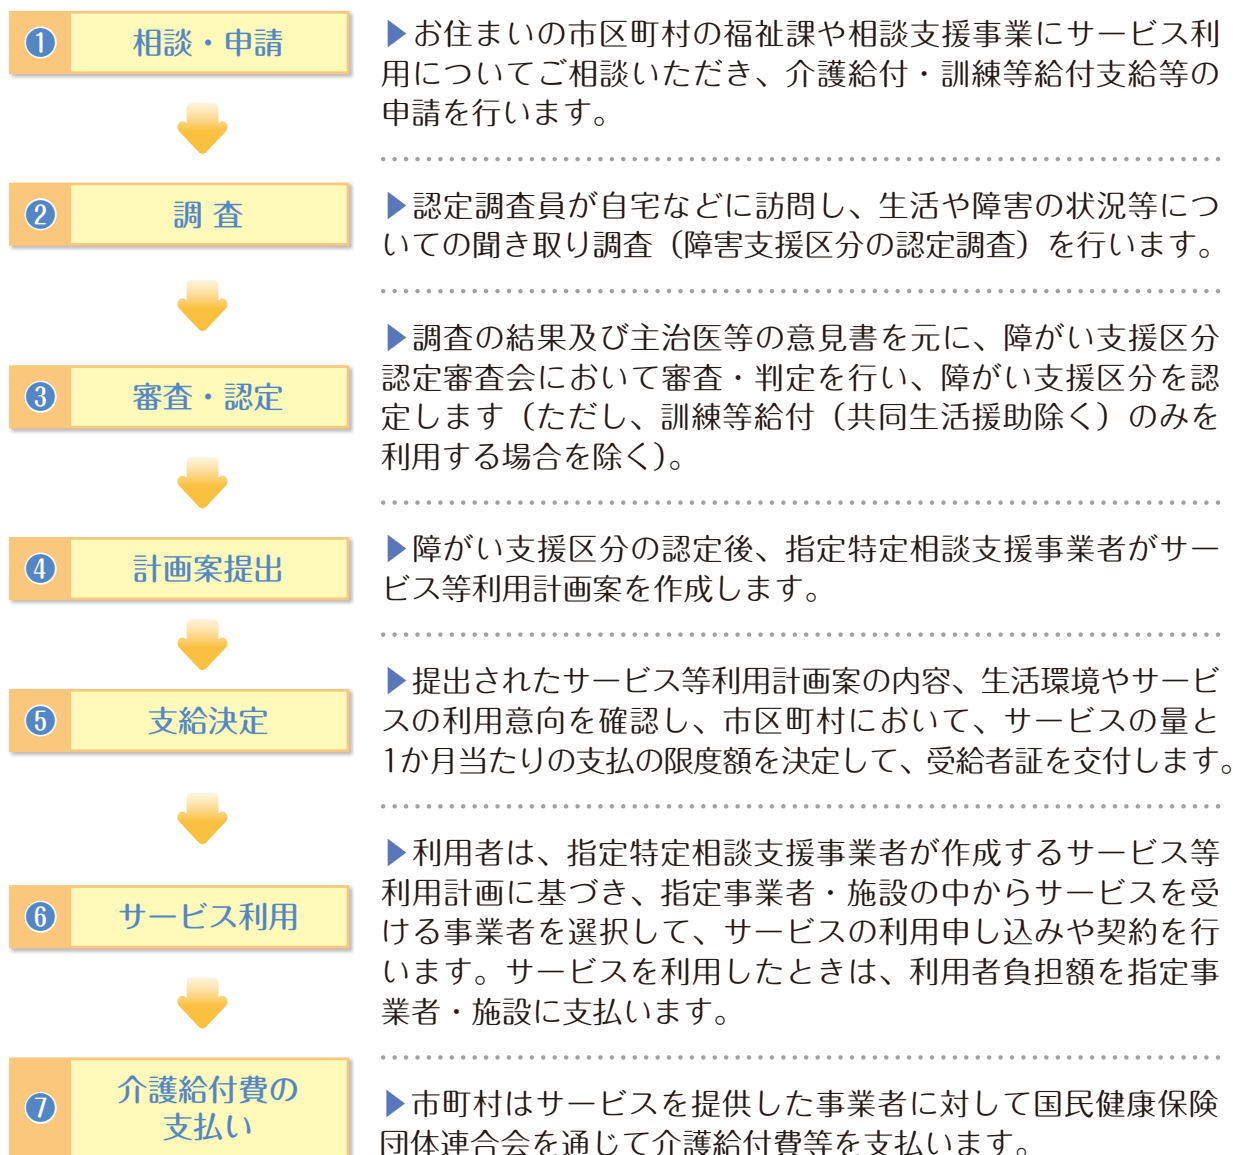 ❶ 相談・申請
▶お住まいの市区町村の福祉課や相談支援事業にサービス利
用についてご相談いただき、介護給付・訓練等給付支給等の
申請を行います。
❷ 調 査
▶認定調査員が自宅などに訪問し、生活や障害の状況等につ
いての聞き取り調査（障害支援区分の認定調査）を行います。
❸ 審査・認定
▶調査の結果及び主治医等の意見書を元に、障がい支援区分
認定審査会において審査・判定を行い、障がい支援区分を認
定します（ただし、訓練等給付（共同生活援助除く）のみを
利用する場合を除く）。
❹ 計画案提出
▶障がい支援区分の認定後、指定特定相談支援事業者がサー
ビス等利用計画案を作成します。
❺ 支給決定
▶提出されたサービス等利用計画案の内容、生活環境やサービ
スの利用意向を確認し、市区町村において、サービスの量と
1か月当たりの支払の限度額を決定して、受給者証を交付します。
❻ サービス利用
▶利用者は、指定特定相談支援事業者が作成するサービス等
利用計画に基づき、指定事業者・施設の中からサービスを受
ける事業者を選択して、サービスの利用申し込みや契約を行
います。サービスを利用したときは、利用者負担額を指定事
業者・施設に支払います。
❼ 介護給付費の
支払い
▶市町村はサービスを提供した事業者に対して国民健康保険
団体連合会を通じて介護給付費等を支払います。